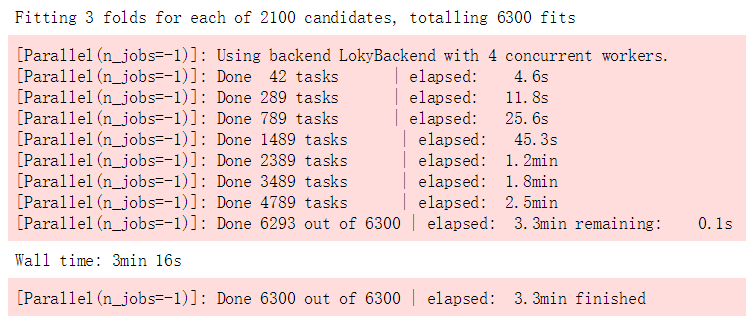 Fitting 3 folds for each of 2100 candidates, totalling 6300 fits
[Parallel(n_jobs=-1)]: Using backend LokyBackend with 4 concurrent workers.
[Parallel(n_jobs=-1)]: Done  42 tasks      | elapsed:    4.6s
[Parallel(n_jobs=-1)]: Done 289 tasks      | elapsed:   11.8s
[Parallel(n_jobs=-1)]: Done 789 tasks      | elapsed:   25.6s
[Parallel(n_jobs=-1)]: Done 1489 tasks      | elapsed:   45.3s
[Parallel(n_jobs=-1)]: Done 2389 tasks      | elapsed:  1.2min
[Parallel(n_jobs=-1)]: Done 3489 tasks      | elapsed:  1.8min
[Parallel(n_jobs=-1)]: Done 4789 tasks      | elapsed:  2.5min
[Parallel(n_jobs=-1)]: Done 6293 out of 6300 | elapsed:  3.3min remaining:    0.1s
Wall time: 3min 16s
[Parallel(n_jobs=-1)]: Done 6300 out of 6300 | elapsed:  3.3min finished